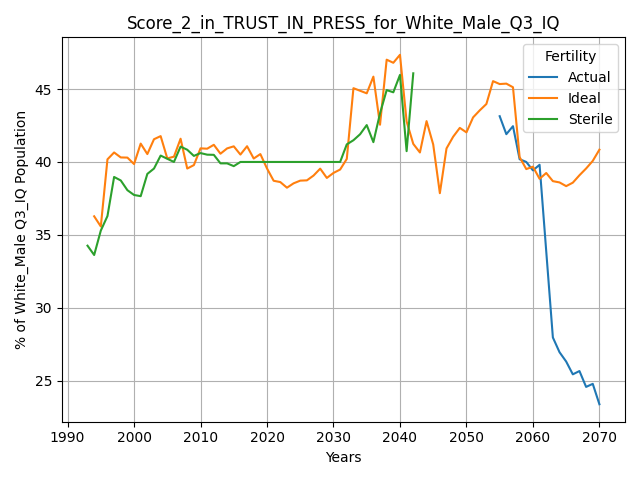 Score_2_in_TRUST_IN_PRESS_for_White_Male_Q3_IQ
Fertility
Actual
Ideal
Sterile
% of White_Male Q3_IQ Population
45
40
35
30
25
1990 2000 2010 2020 2030 2040 2050 2060 2070
Years